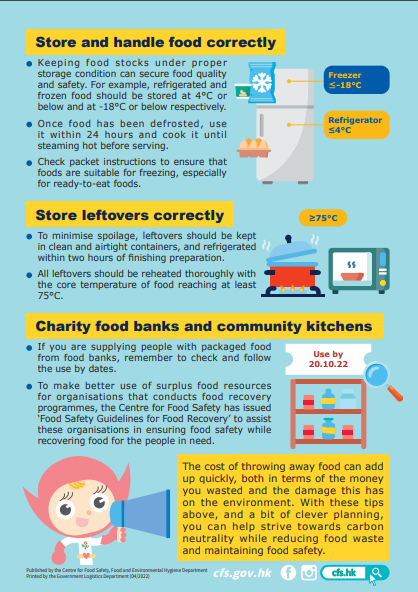 Store and handle food correctly
Keeping food stocks under proper
storage condition can secure food quality
and safety. For example, refrigerated and
frozen food should be stored at 4°C or
below and at -18°C or below respectively.
Once food has been defrosted, use
it within 24 hours and cook it until
steaming hot before serving.
Check packet instructions to ensure that
foods are suitable for freezing, especially
for ready-to-eat foods.
Freezer
≤-18°C
Refrigerator
≤4°C
Store leftovers correctly
To minimise spoilage, leftovers should be kept
in clean and airtight containers, and refrigerated
within two hours of finishing preparation.
All leftovers should be reheated thoroughly with
the core temperature of food reaching at least
75°C.
≥75°C
Charity food banks and community kitchens
If you are supplying people with packaged food
from food banks, remember to check and follow
the use by dates.
To make better use of surplus food resources
for organisations that conducts food recovery
programmes, the Centre for Food Safety has issued
'Food Safety Guidelines for Food Recovery' to assist
these organisations in ensuring food safety while
recovering food for the people in need.
Use by
20.10.22
The cost of throwing away food can add
up quickly, both in terms of the money
you wasted and the damage this has
on the environment. With these tips
above, and a bit of clever planning,
you can help strive towards carbon
neutrality while reducing food waste
and maintaining food safety.
Published by the Centre for Food Safety, Food and Environmental Hygiene Department
Printed by the Government Logistics Department (04/2022)
cfs.gov.hk
cfs.hk